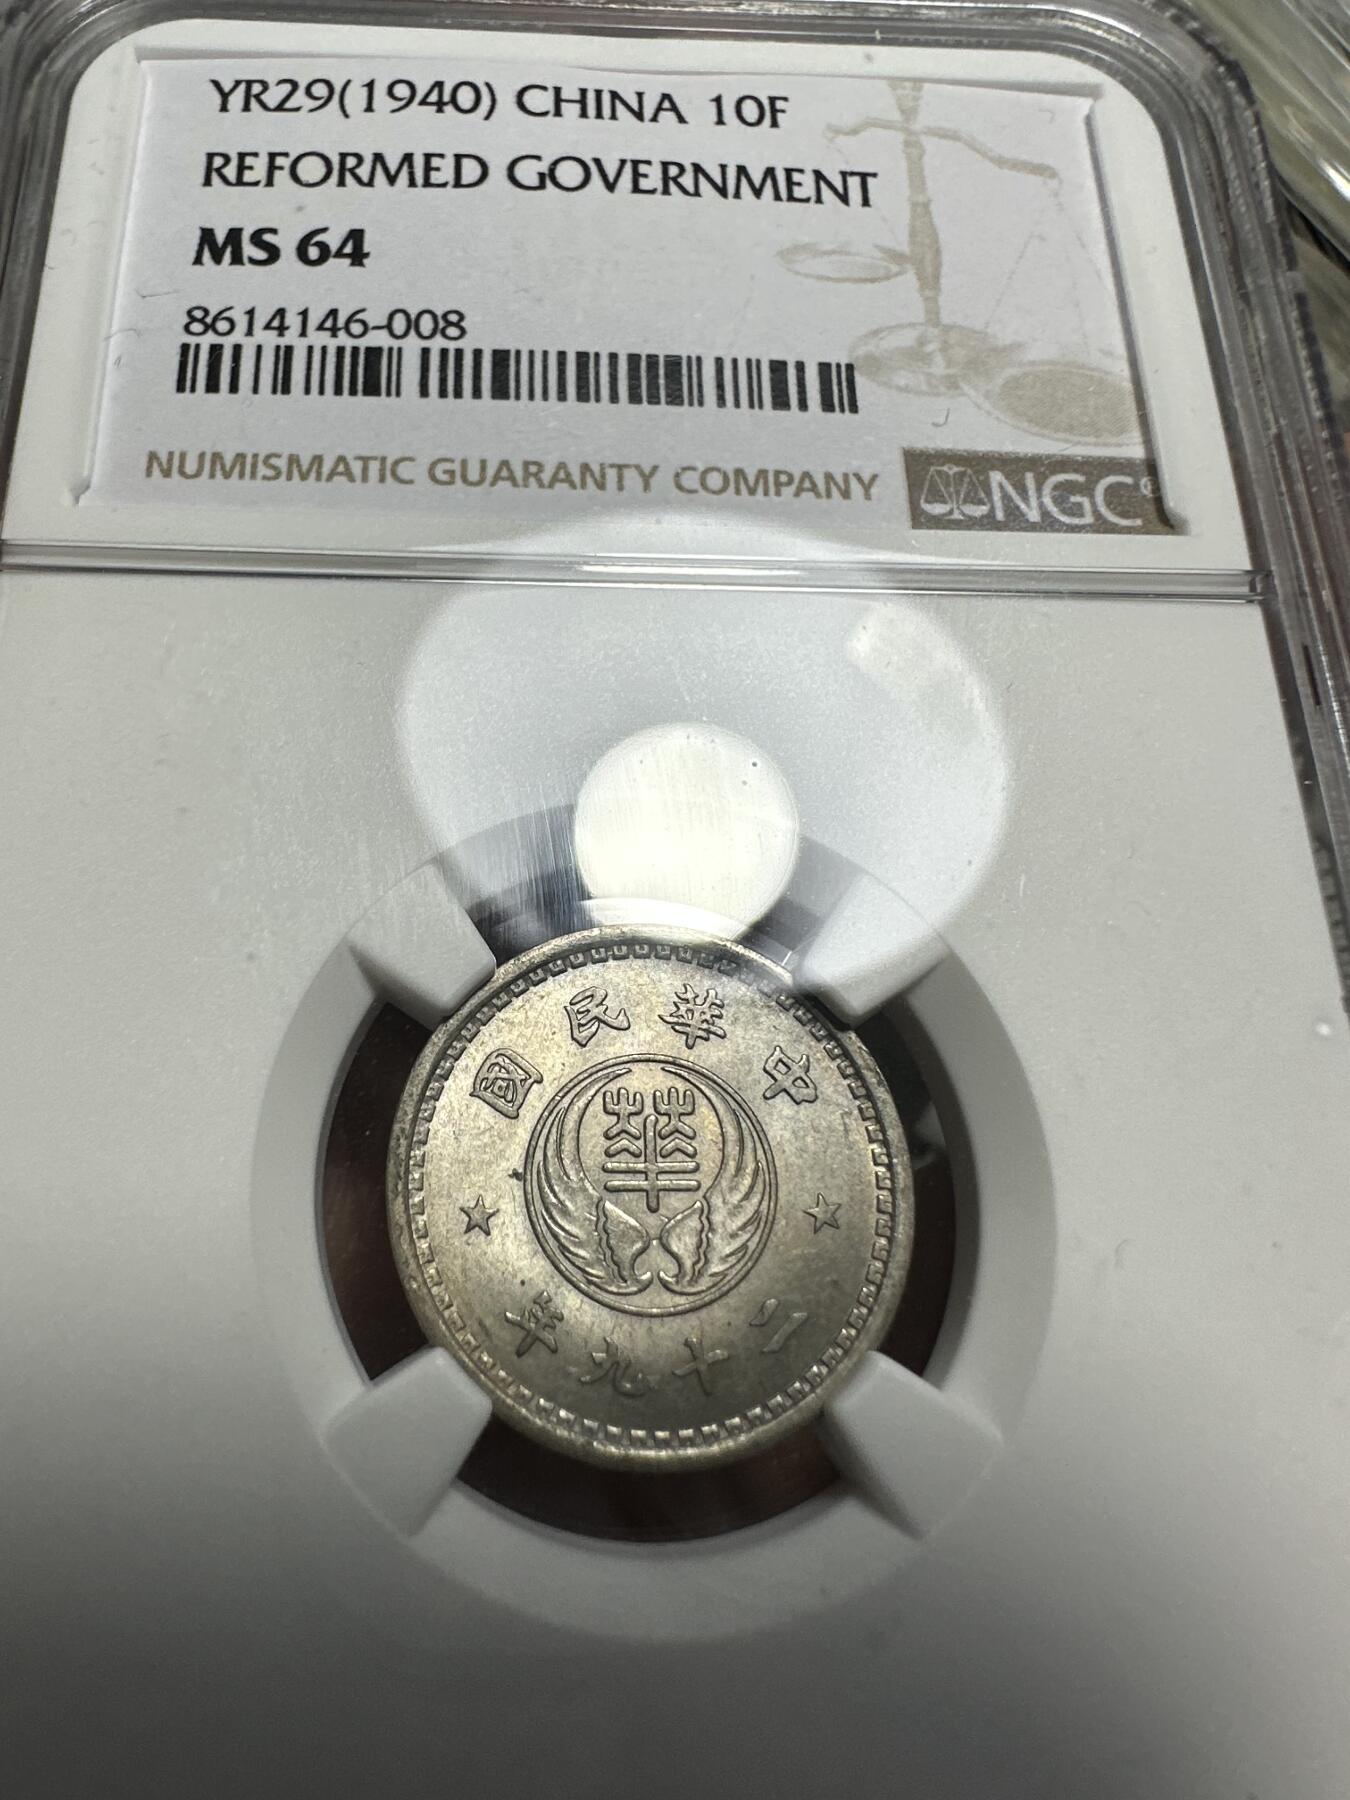 YR29(1940) CHINA 10F
REFORMED GOVERNMENT
MS 64
8614146-008
NUMISMATIC GUARANTY COMPANY NGC®
中華民國
華
二十九年